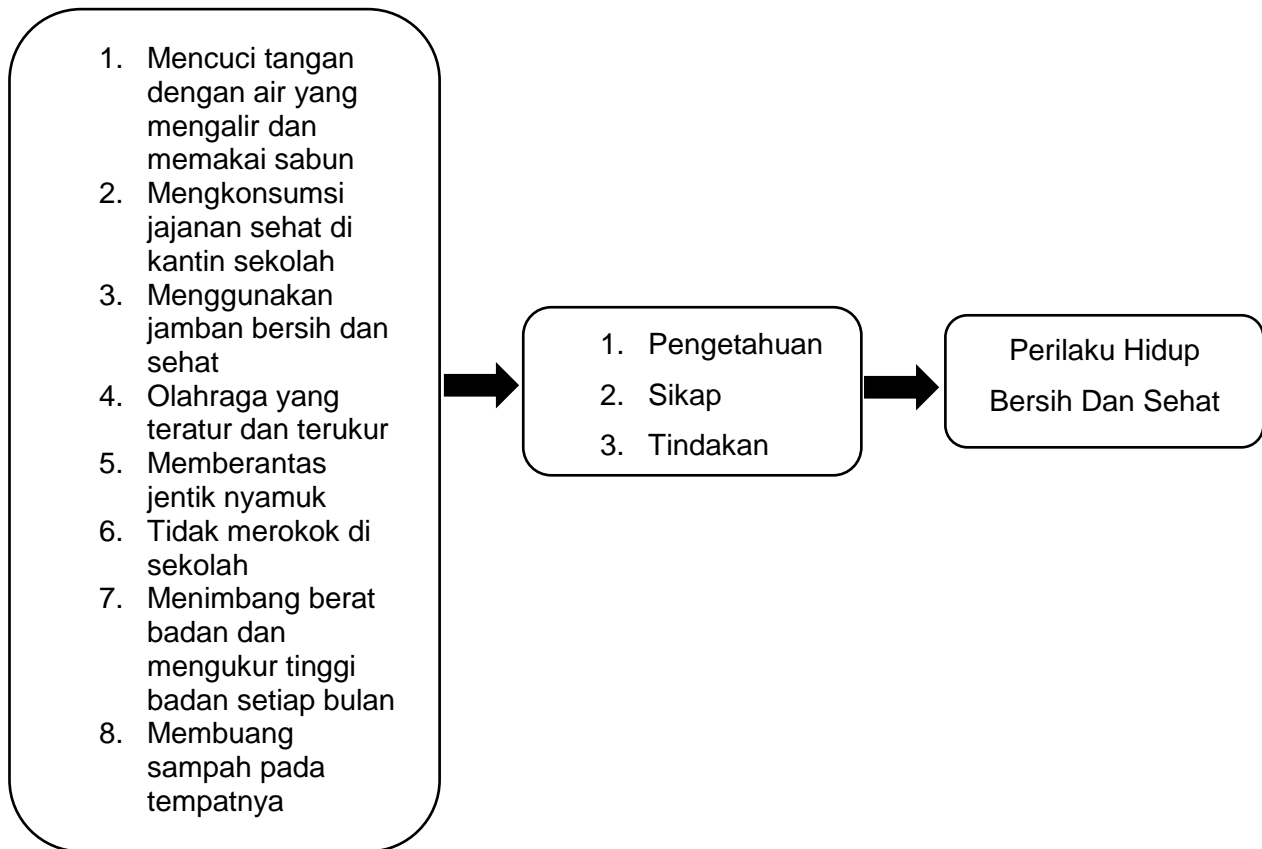 1. Mencuci tangan
dengan air yang
mengalir dan
memakai sabun
2. Mengkonsumsi
jajanan sehat di
kantin sekolah
3. Menggunakan
jamban bersih dan
sehat
4. Olahraga yang
teratur dan terukur
5. Memberantas
jentik nyamuk
6. Tidak merokok di
sekolah
7. Menimbang berat
badan dan
mengukur tinggi
badan setiap bulan
8. Membuang
sampah pada
tempatnya
1. Pengetahuan
2. Sikap
3. Tindakan
Perilaku Hidup
Bersih Dan Sehat